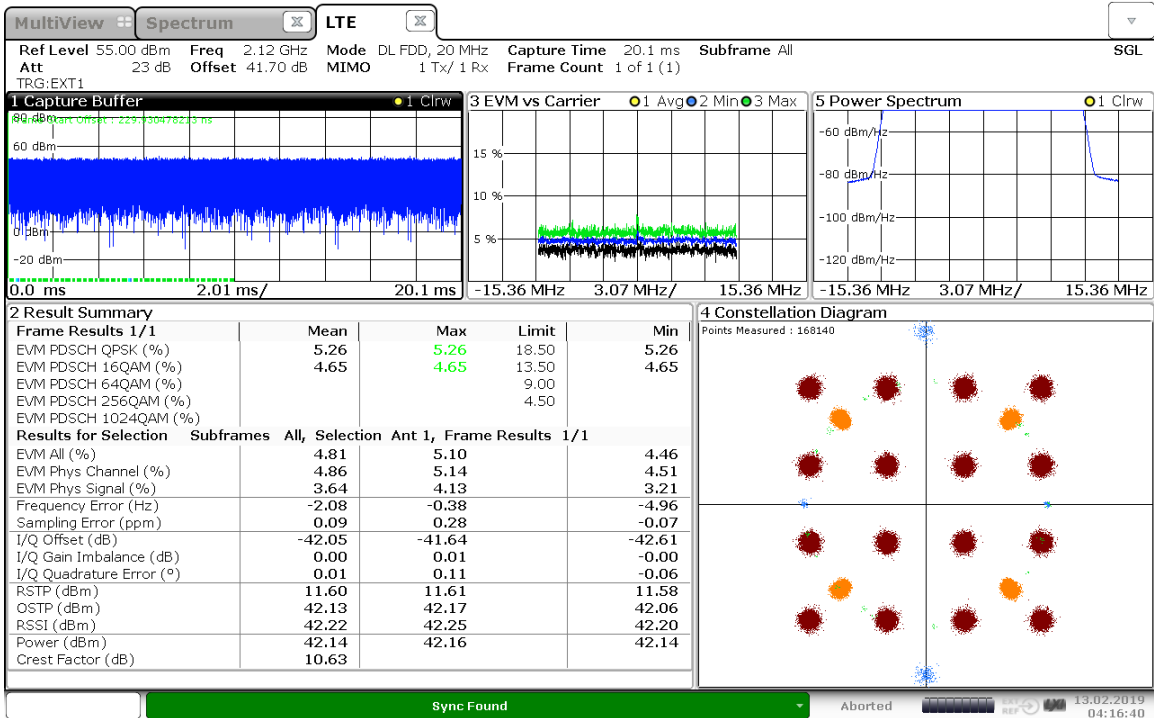 MultiView Spectrum LTE
Ref Level 55.00 dBm Freq 2.12 GHz Mode DL FDD, 20 MHz Capture Time 20.1 ms Subframe All SGL
Att 23 dB Offset 41.70 dB MIMO 1 Tx/ 1 Rx Frame Count 1 of 1 (1)
TRG:EXT1
1 Capture Buffer 1 Clrw
80 dBm
Frame Start Offset : 229.930478223 ns
60 dBm
0 dBm
-20 dBm
0.0 ms 2.01 ms/ 20.1 ms
3 EVM vs Carrier 1 Avg 2 Min 3 Max
15 %
10 %
5 %
-15.36 MHz 3.07 MHz/ 15.36 MHz
5 Power Spectrum 1 Clrw
-60 dBm/Hz
-80 dBm/Hz
-100 dBm/Hz
-120 dBm/Hz
-15.36 MHz 3.07 MHz/ 15.36 MHz
2 Result Summary
Frame Results 1/1 Mean Max Limit Min
EVM PDSCH QPSK (%) 5.26 5.26 18.50 5.26
EVM PDSCH 16QAM (%) 4.65 4.65 13.50 4.65
EVM PDSCH 64QAM (%) 9.00
EVM PDSCH 256QAM (%) 4.50
EVM PDSCH 1024QAM (%)
Results for Selection Subframes All, Selection Ant 1, Frame Results 1/1
EVM All (%) 4.81 5.10 4.46
EVM Phys Channel (%) 4.86 5.14 4.51
EVM Phys Signal (%) 3.64 4.13 3.21
Frequency Error (Hz) -2.08 -0.38 -4.96
Sampling Error (ppm) 0.09 0.28 -0.07
I/Q Offset (dB) -42.05 -41.64 -42.61
I/Q Gain Imbalance (dB) 0.00 0.01 -0.00
I/Q Quadrature Error (°) 0.01 0.11 -0.06
RSTP (dBm) 11.60 11.61 11.58
OSTP (dBm) 42.13 42.17 42.06
RSSI (dBm) 42.22 42.25 42.20
Power (dBm) 42.14 42.16 42.14
Crest Factor (dB) 10.63
4 Constellation Diagram
Points Measured : 168140
Sync Found
Aborted
EXT
REF
13.02.2019
04:16:40